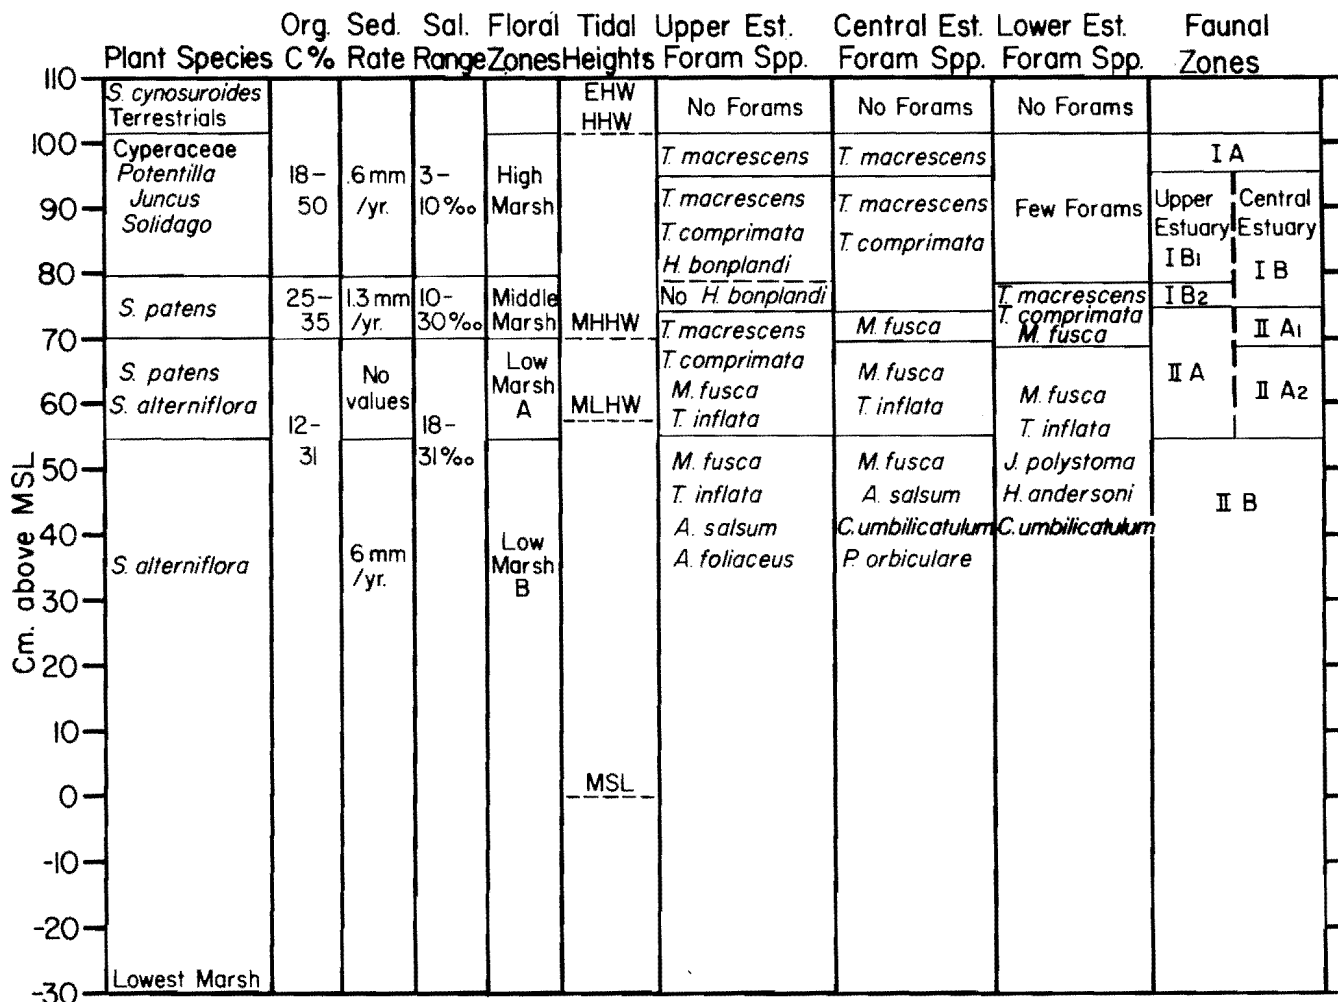 Org. Sed. Sal. Floral Tidal Upper Est. Central Est. Lower Est. Faunal
Plant Species C% Rate Range Zones Heights Foram Spp. Foram Spp. Foram Spp. Zones
Cm. above MSL
110
100
90
80
70
60
50
40
30
20
10
0
-10
-20
-30
S. cynosuroides
Terrestrials
Cyperaceae
Potentilla
Juncus
Solidago
S. patens
S. patens
S. alterniflora
S. alterniflora
Lowest Marsh
18-
50
25-
35
12-
31
.6 mm
/yr.
1.3 mm
/yr.
No
values
6 mm
/yr.
3-
10‰
10-
30‰
18-
31‰
High
Marsh
Middle
Marsh
Low
Marsh
A
Low
Marsh
B
EHW
HHW
MHHW
MLHW
MSL
No Forams
T. macrescens
T. macrescens
T. comprimata
H. bonplandi
No H. bonplandi
T. macrescens
T. comprimata
M. fusca
T. inflata
M. fusca
T. inflata
A. salsum
A. foliaceus
No Forams
T. macrescens
T. macrescens
T. comprimata
M. fusca
M. fusca
T. inflata
M. fusca
A. salsum
C. umbilicatulum
P. orbiculare
No Forams
Few Forams
T. macrescens
T. comprimata
M. fusca
M. fusca
T. inflata
J. polystoma
H. andersoni
C. umbilicatulum
I A
Upper
Estuary
I B1
I B2
II A
Central
Estuary
I B
II A1
II A2
II B